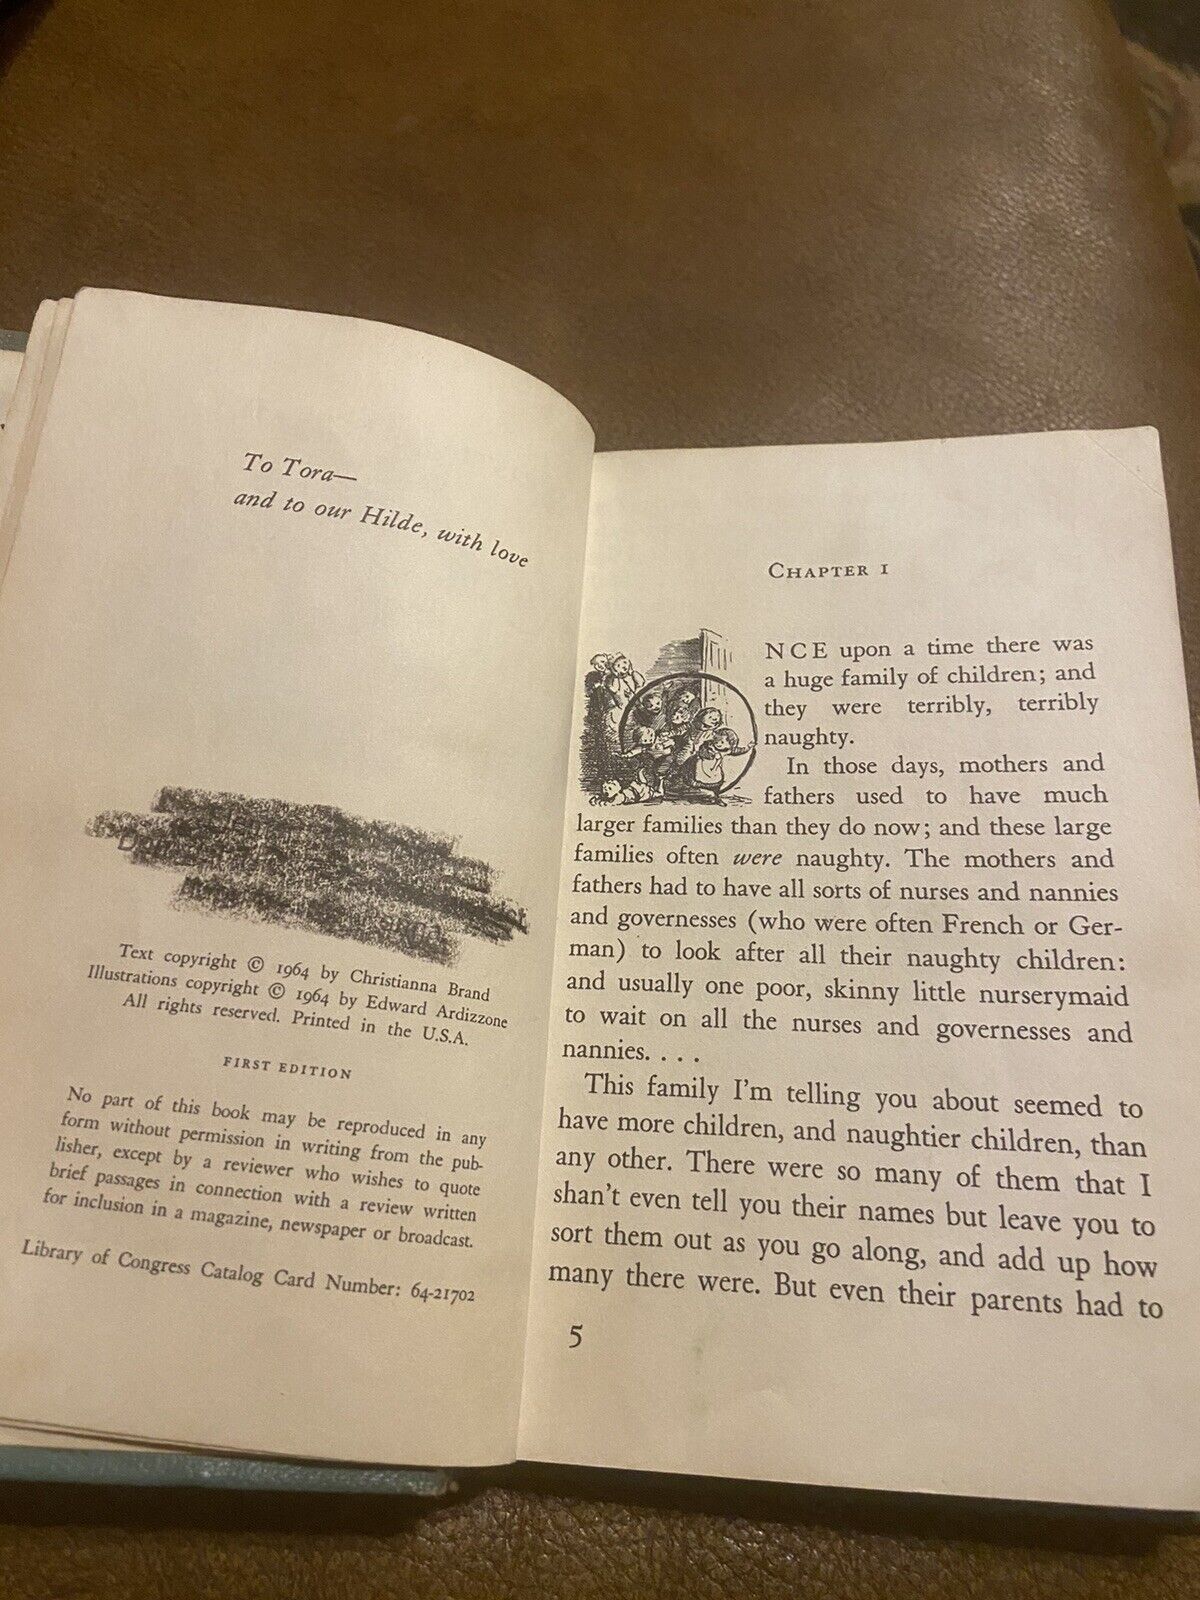 To Tora—
and to our Hilde, with love
Text copyright © 1964 by Christianna Brand
Illustrations copyright © 1964 by Edward Ardizzone
All rights reserved. Printed in the U.S.A.
FIRST EDITION
No part of this book may be reproduced in any
form without permission in writing from the pub-
lisher, except by a reviewer who wishes to quote
brief passages in connection with a review written
for inclusion in a magazine, newspaper or broadcast.
Library of Congress Catalog Card Number: 64-21702
CHAPTER 1
ONCE upon a time there was
a huge family of children; and
they were terribly, terribly
naughty.
In those days, mothers and
fathers used to have much
larger families than they do now; and these large
families often were naughty. The mothers and
fathers had to have all sorts of nurses and nannies
and governesses (who were often French or Ger-
man) to look after all their naughty children:
and usually one poor, skinny little nurserymaid
to wait on all the nurses and governesses and
nannies. . . .
This family I'm telling you about seemed to
have more children, and naughtier children, than
any other. There were so many of them that I
shan't even tell you their names but leave you to
sort them out as you go along, and add up how
many there were. But even their parents had to
5